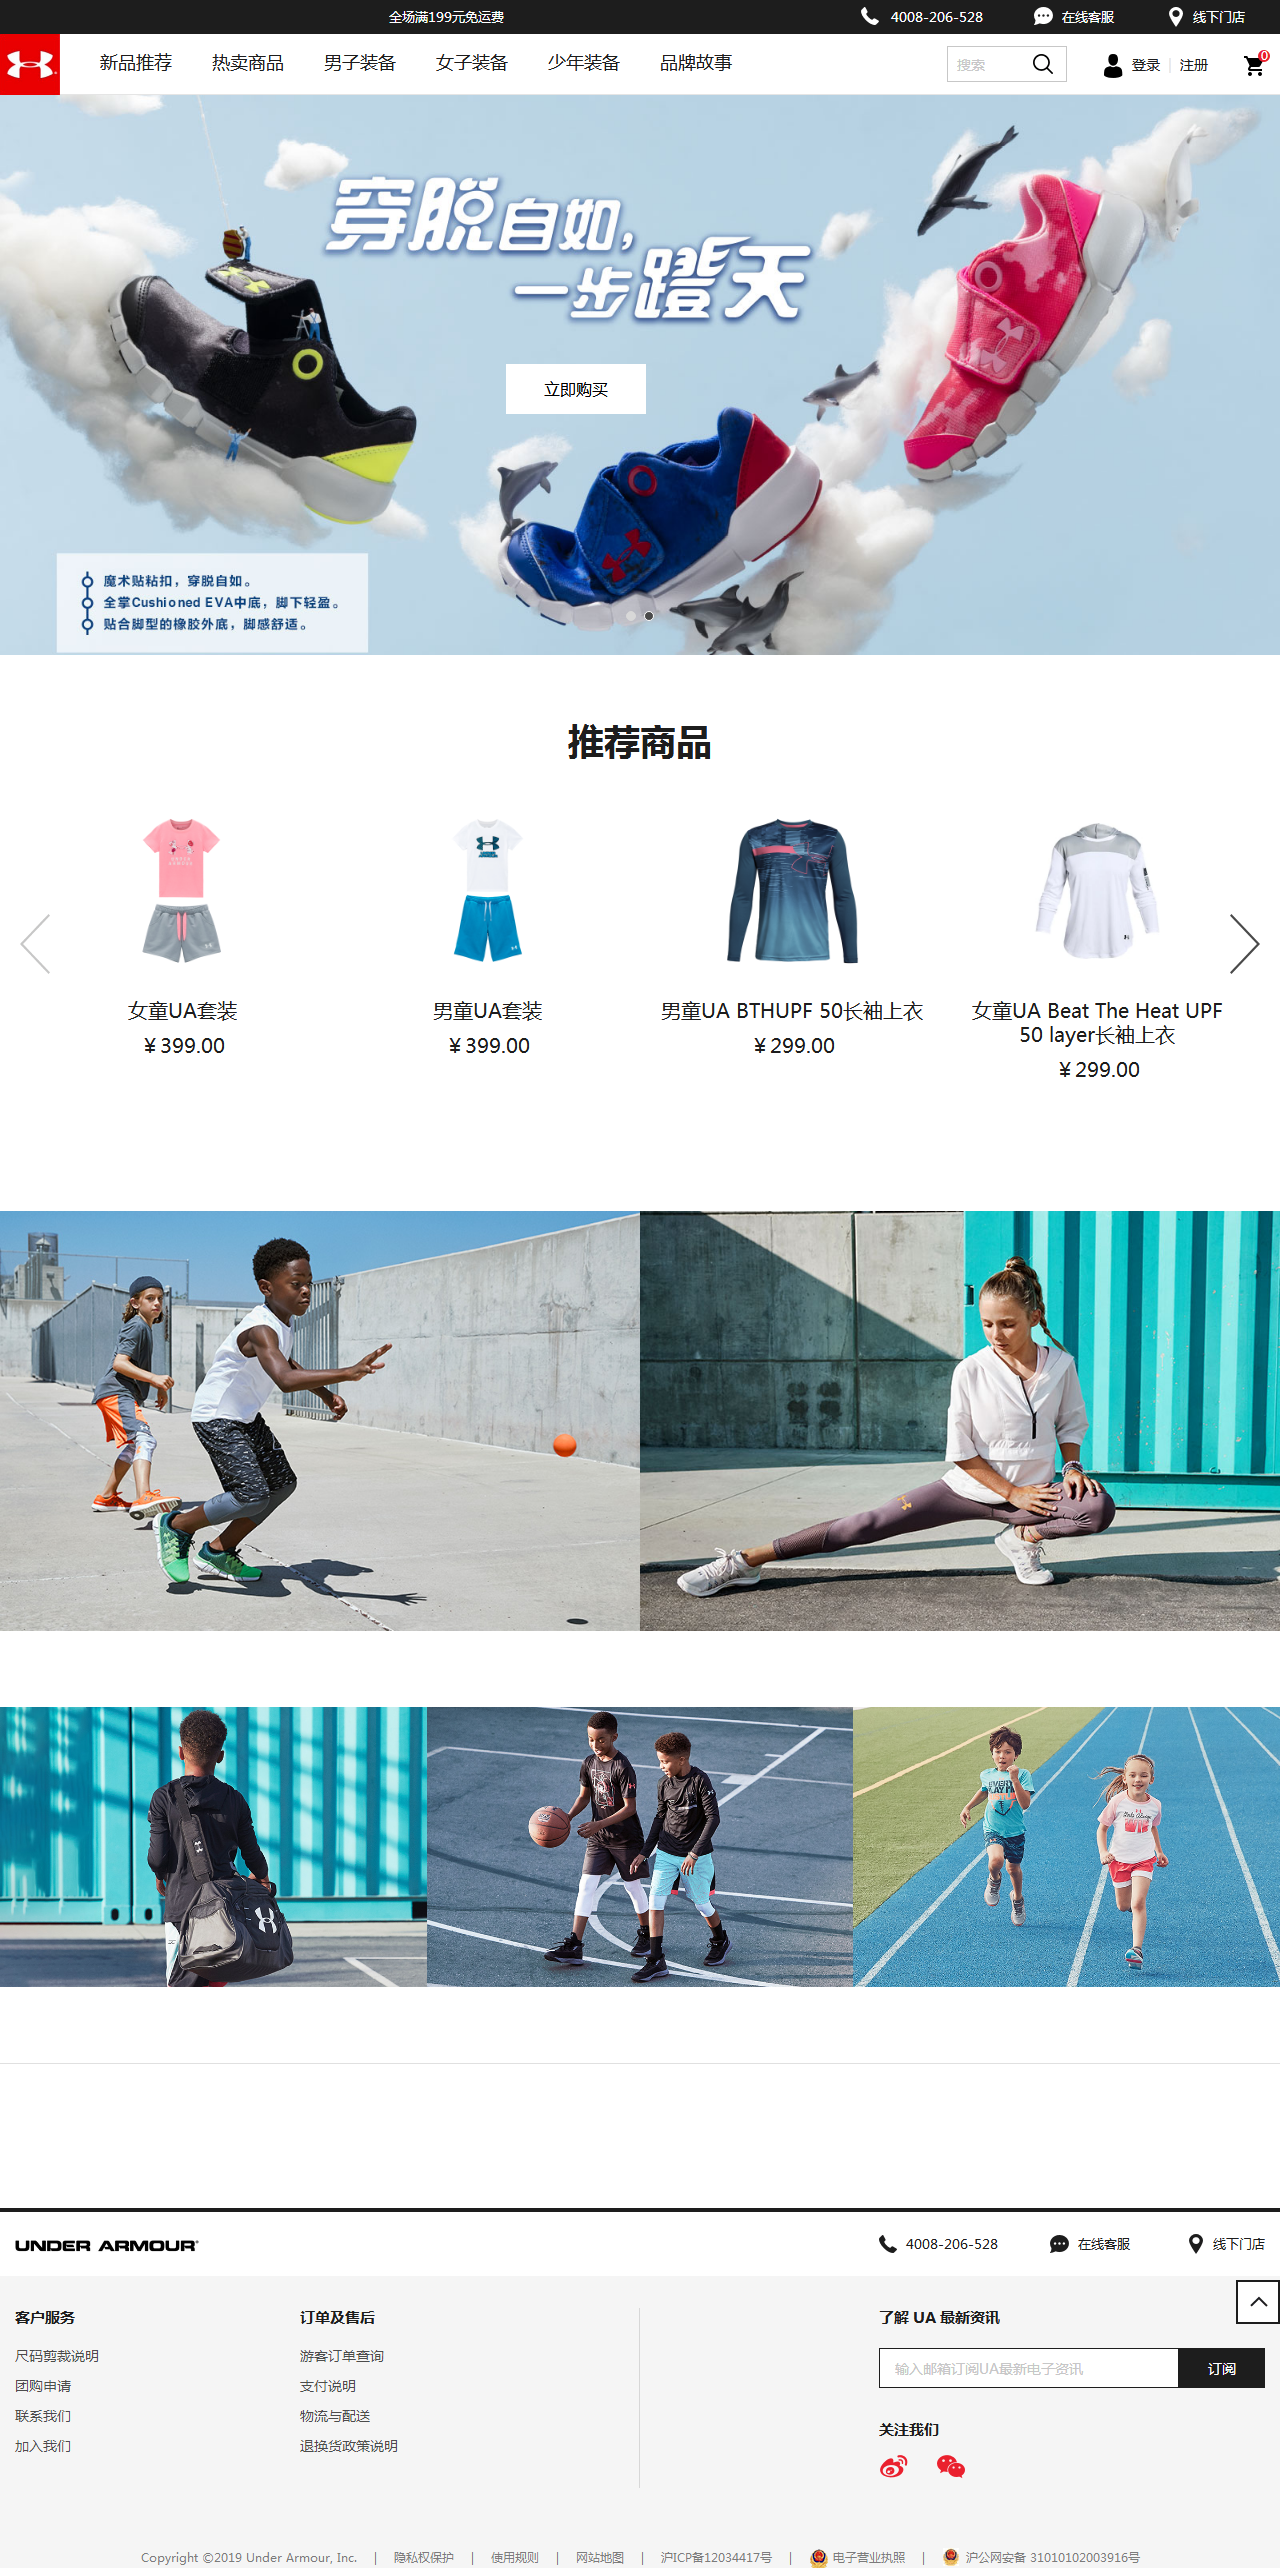 全场满199元免运费
4008-206-528
在线客服
线下门店
新品推荐
热卖商品
男子装备
女子装备
少年装备
品牌故事
搜索
登录 | 注册
0
穿脱自如,
一步蹬天
立即购买
魔术贴粘扣，穿脱自如。
全掌Cushioned EVA中底，脚下轻盈。
贴合脚型的橡胶外底，脚感舒适。
推荐商品
女童UA套装
¥ 399.00
男童UA套装
¥ 399.00
男童UA BTHUPF 50长袖上衣
¥ 299.00
女童UA Beat The Heat UPF
50 layer长袖上衣
¥ 299.00
UNDER ARMOUR
4008-206-528
在线客服
线下门店
客户服务
尺码剪裁说明
团购申请
联系我们
加入我们
订单及售后
游客订单查询
支付说明
物流与配送
退换货政策说明
了解 UA 最新资讯
输入邮箱订阅UA最新电子资讯
订阅
关注我们
Copyright ©2019 Under Armour, Inc. | 隐私权保护 | 使用规则 | 网站地图 | 沪ICP备12034417号 | 电子营业执照 | 沪公网安备 31010102003916号